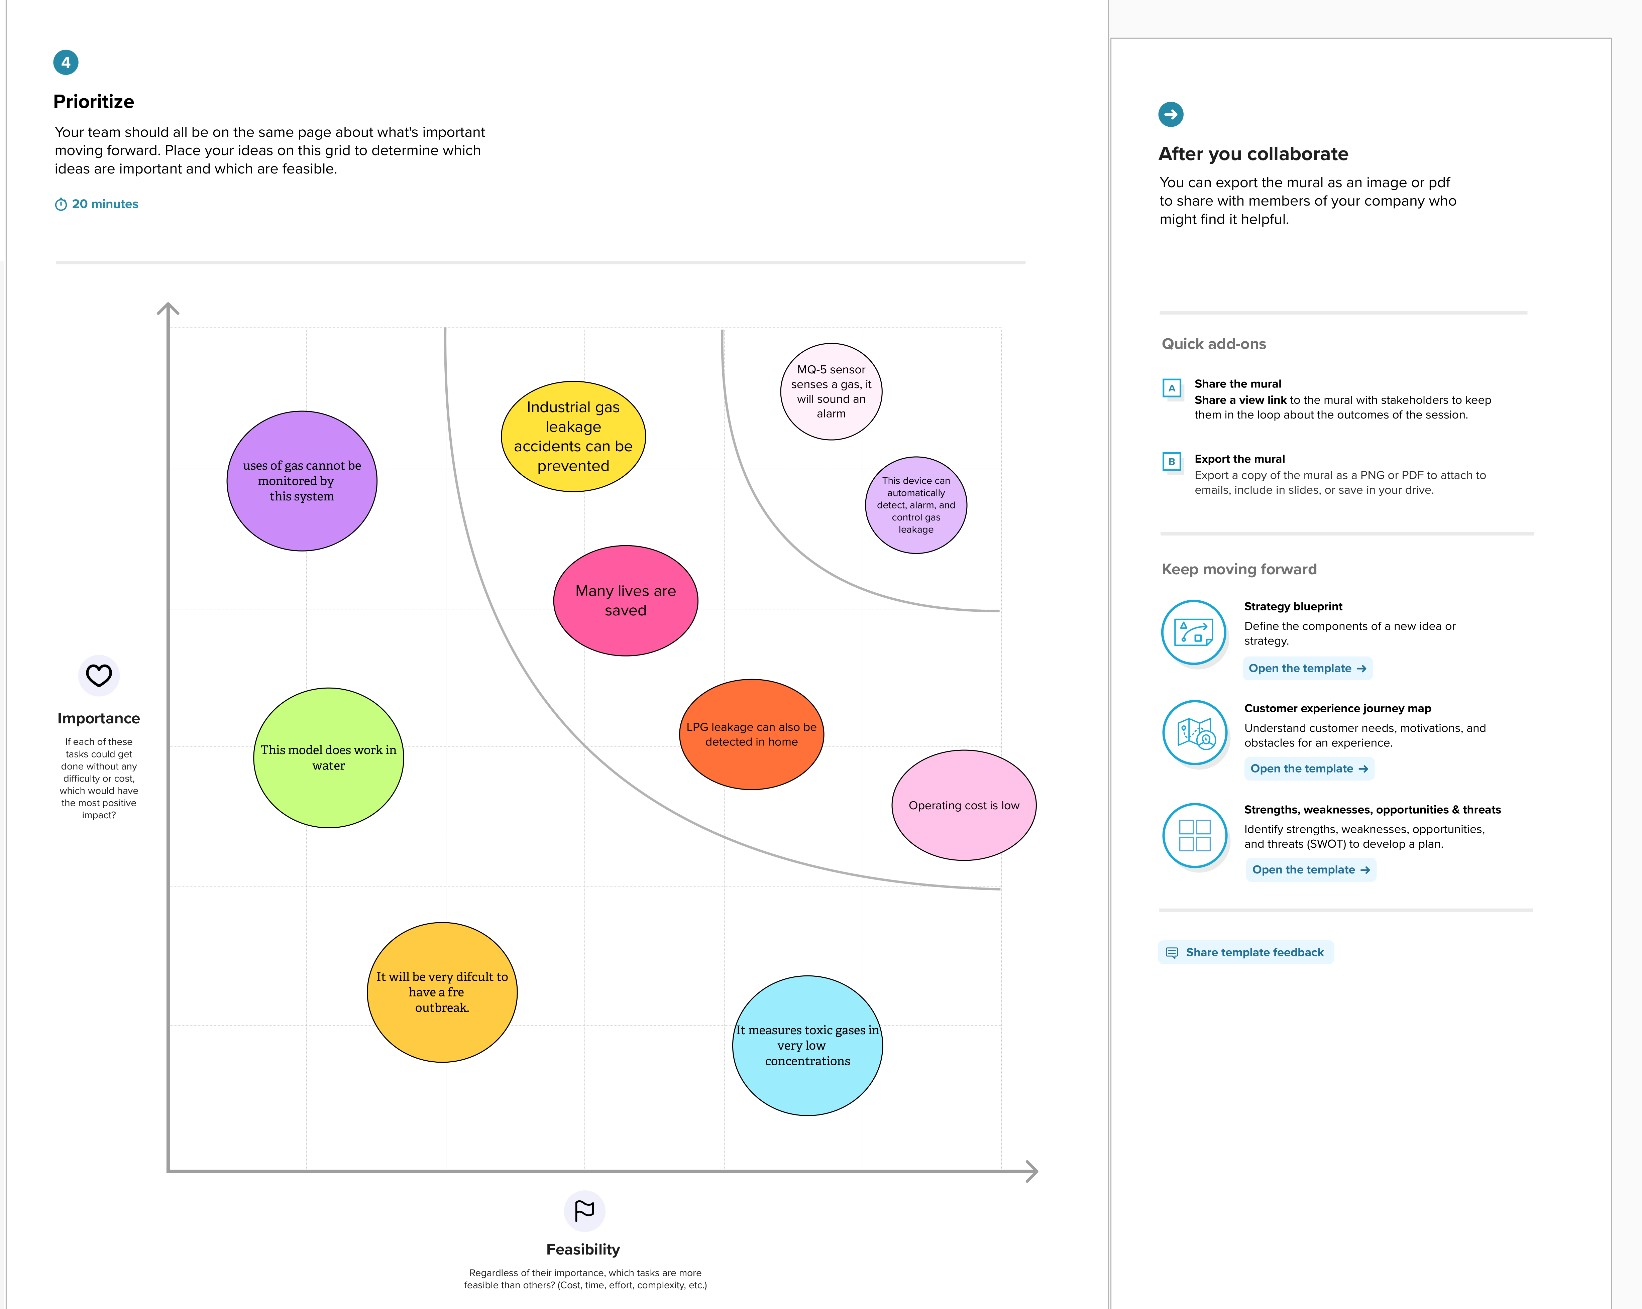 4
Prioritize
Your team should all be on the same page about what's important
moving forward. Place your ideas on this grid to determine which
ideas are important and which are feasible.
20 minutes
MQ-5 sensor
senses a gas, it
will sound an
alarm
Industrial gas
leakage
accidents can be
prevented
uses of gas cannot be
monitored by
this system
This device can
automatically
detect, alarm, and
control gas
leakage
Many lives are
saved
LPG leakage can also be
detected in home
This model does work in
water
Operating cost is low
It will be very difcult to
have a fre
outbreak.
It measures toxic gases in
very low
concentrations
Importance
If each of these
tasks could get
done without any
difficulty or cost,
which would have
the most positive
impact?
Feasibility
Regardless of their importance, which tasks are more
feasible than others? (Cost, time, effort, complexity, etc.)
After you collaborate
You can export the mural as an image or pdf
to share with members of your company who
might find it helpful.
Quick add-ons
A
Share the mural
Share a view link to the mural with stakeholders to keep
them in the loop about the outcomes of the session.
B
Export the mural
Export a copy of the mural as a PNG or PDF to attach to
emails, include in slides, or save in your drive.
Keep moving forward
Strategy blueprint
Define the components of a new idea or
strategy.
Open the template →
Customer experience journey map
Understand customer needs, motivations, and
obstacles for an experience.
Open the template →
Strengths, weaknesses, opportunities & threats
Identify strengths, weaknesses, opportunities,
and threats (SWOT) to develop a plan.
Open the template →
Share template feedback